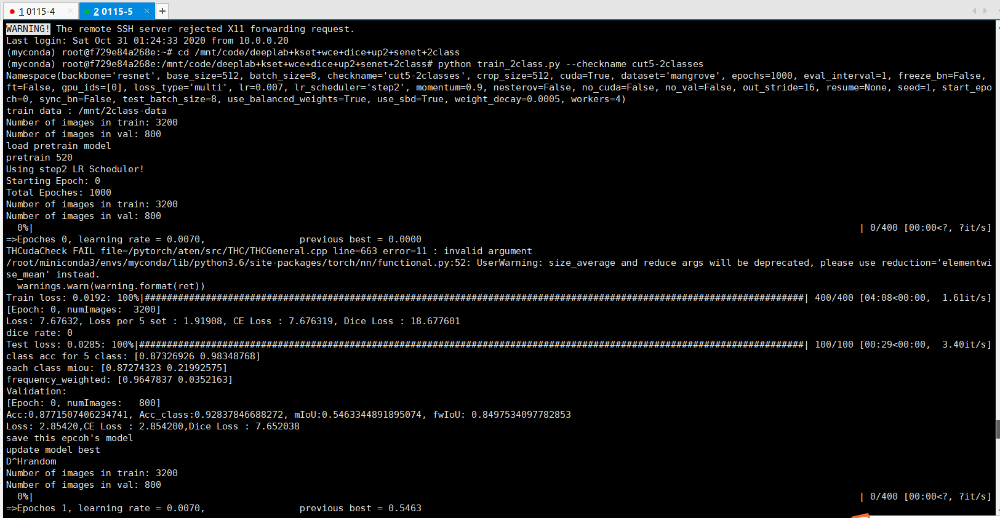 1 0115-4 × 2 0115-5 × +
WARNING! The remote SSH server rejected X11 forwarding request.
Last login: Sat Oct 31 01:24:33 2020 from 10.0.0.20
(myconda) root@f729e84a268e:~# cd /mnt/code/deeplab+kset+wce+dice+up2+senet+2class
(myconda) root@f729e84a268e:/mnt/code/deeplab+kset+wce+dice+up2+senet+2class# python train_2class.py --checkname cut5-2classes
Namespace(backbone='resnet', base_size=512, batch_size=8, checkname='cut5-2classes', crop_size=512, cuda=True, dataset='mangrove', epochs=1000, eval_interval=1, freeze_bn=False,
ft=False, gpu_ids=[0], loss_type='multi', lr=0.007, lr_scheduler='step2', momentum=0.9, nesterov=False, no_cuda=False, no_val=False, out_stride=16, resume=None, seed=1, start_epo
ch=0, sync_bn=False, test_batch_size=8, use_balanced_weights=True, use_sbd=True, weight_decay=0.0005, workers=4)
train data : /mnt/2class-data
Number of images in train: 3200
Number of images in val: 800
load pretrain model
pretrain 520
Using step2 LR Scheduler!
Starting Epoch: 0
Total Epoches: 1000
Number of images in train: 3200
Number of images in val: 800
0%| | 0/400 [00:00<?, ?it/s]
=>Epoches 0, learning rate = 0.0070, previous best = 0.0000
THCudaCheck FAIL file=/pytorch/aten/src/THC/THCGeneral.cpp line=663 error=11 : invalid argument
/root/miniconda3/envs/myconda/lib/python3.6/site-packages/torch/nn/functional.py:52: UserWarning: size_average and reduce args will be deprecated, please use reduction='elementwi
se_mean' instead.
warnings.warn(warning.format(ret))
Train loss: 0.0192: 100%|#######################################################################################################################| 400/400 [04:08<00:00, 1.61it/s]
[Epoch: 0, numImages: 3200]
Loss: 7.67632, Loss per 5 set : 1.91908, CE Loss : 7.676319, Dice Loss : 18.677601
dice rate: 0
Test loss: 0.0285: 100%|########################################################################################################################| 100/100 [00:29<00:00, 3.40it/s]
class acc for 5 class: [0.87326926 0.98348768]
each class miou: [0.87274323 0.21992575]
frequency_weighted: [0.9647837 0.0352163]
Validation:
[Epoch: 0, numImages: 800]
Acc:0.8771507406234741, Acc_class:0.92837846688272, mIoU:0.5463344891895074, fwIoU: 0.8497534097782853
Loss: 2.85420,CE Loss : 2.854200,Dice Loss : 7.652038
save this epcoh's model
update model best
D^Hrandom
Number of images in train: 3200
Number of images in val: 800
0%| | 0/400 [00:00<?, ?it/s]
=>Epoches 1, learning rate = 0.0070, previous best = 0.5463